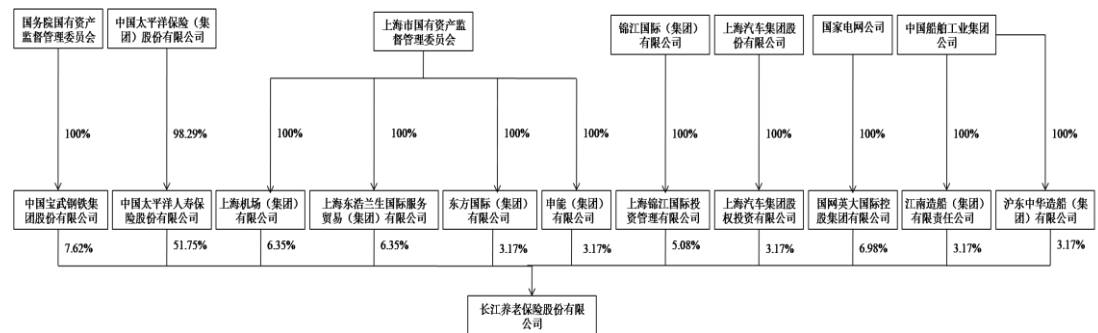 国务院国有资产
监督管理委员会
中国太平洋保险（集
团）股份有限公司
上海市国有资产监
督管理委员会
锦江国际（集团）
有限公司
上海汽车集团股
份有限公司
国家电网公司
中国船舶工业集团
公司
100%
98.29%
100%
100%
100%
100%
100%
100%
100%
100%
100%
中国宝武钢铁集
团股份有限公司
中国太平洋人寿保
险股份有限公司
上海机场（集团）
有限公司
上海东浩兰生国际服务
贸易（集团）有限公司
东方国际（集团）
有限公司
申能（集团）有
限公司
上海锦江国际投
资管理有限公司
上海汽车集团股
权投资有限公司
国网英大国际控
股集团有限公司
江南造船（集团）
有限责任公司
沪东中华造船（集
团）有限公司
7.62%
51.75%
6.35%
6.35%
3.17%
3.17%
5.08%
3.17%
6.98%
3.17%
3.17%
长江养老保险股份有限
公司